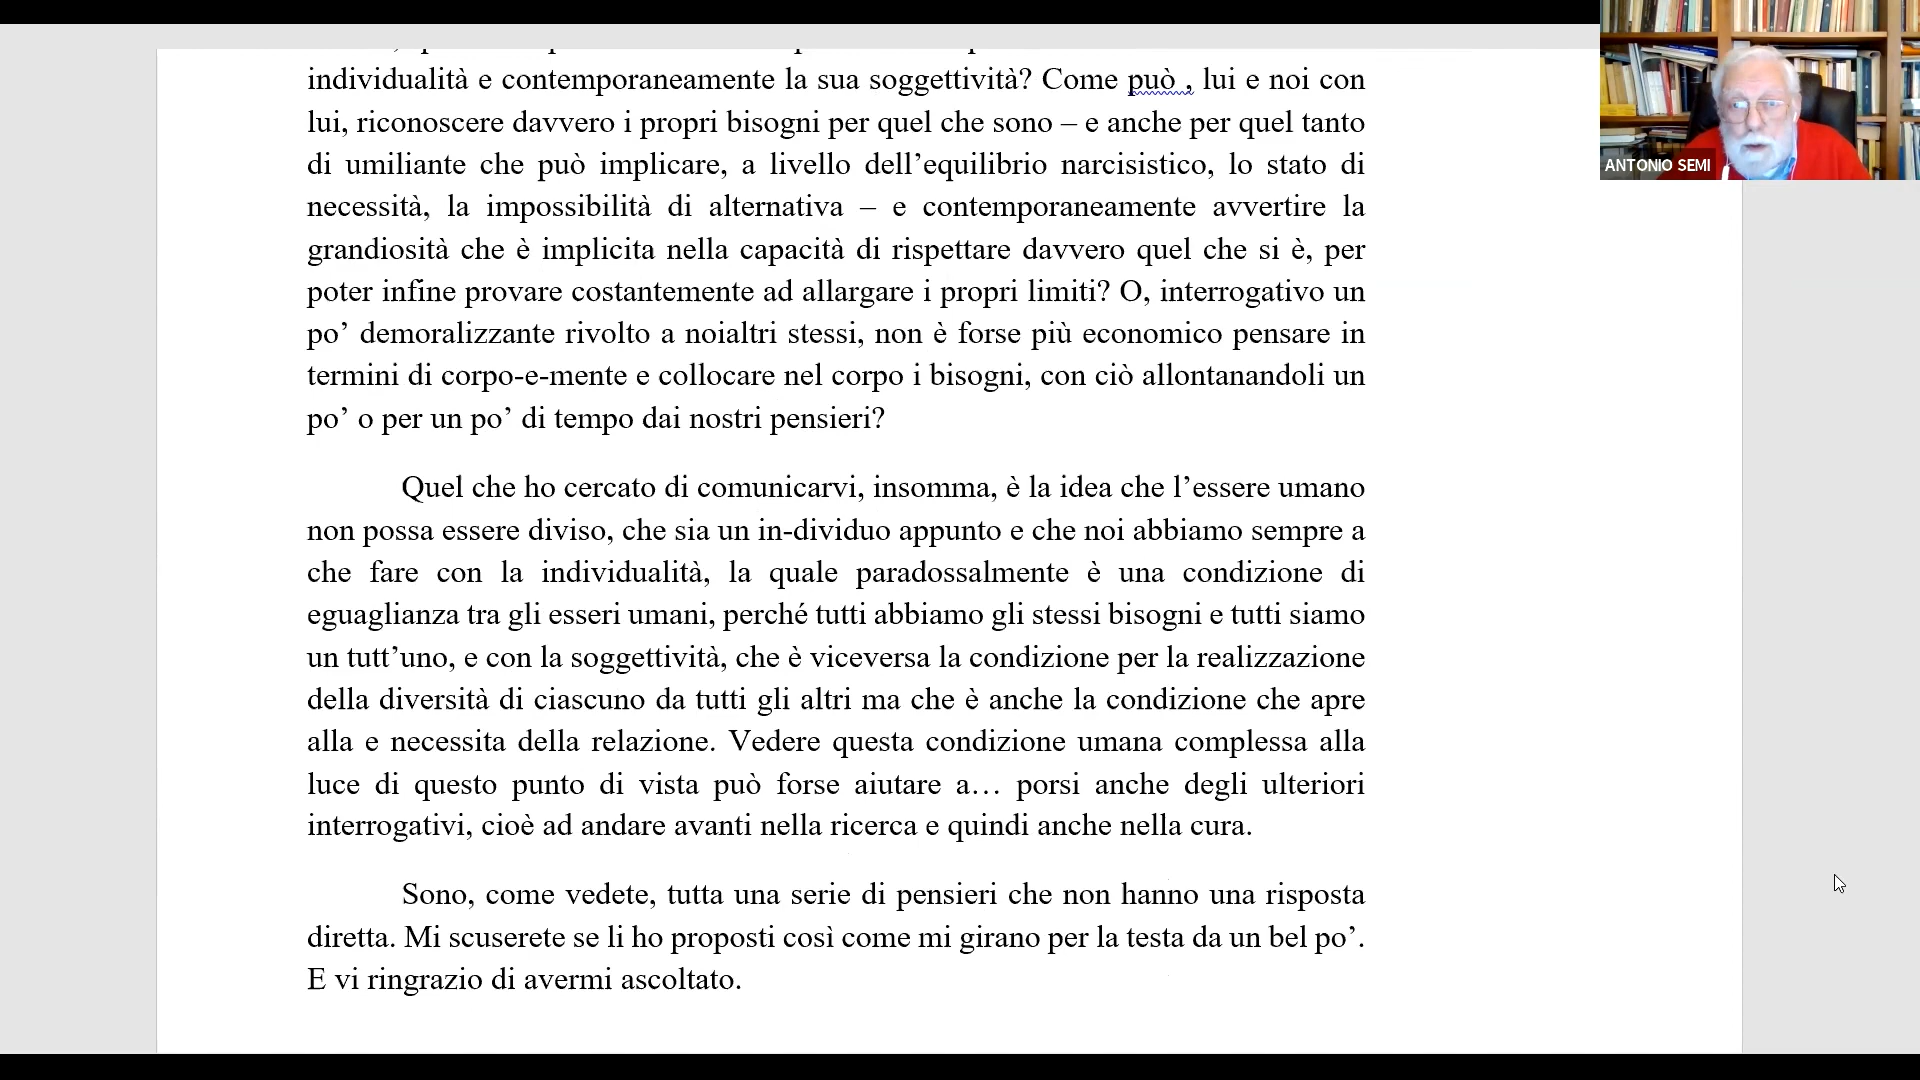 individualità e contemporaneamente la sua soggettività? Come può , lui e noi con
lui, riconoscere davvero i propri bisogni per quel che sono – e anche per quel tanto
di umiliante che può implicare, a livello dell’equilibrio narcisistico, lo stato di
necessità, la impossibilità di alternativa – e contemporaneamente avvertire la
grandiosità che è implicita nella capacità di rispettare davvero quel che si è, per
poter infine provare costantemente ad allargare i propri limiti? O, interrogativo un
po’ demoralizzante rivolto a noialtri stessi, non è forse più economico pensare in
termini di corpo-e-mente e collocare nel corpo i bisogni, con ciò allontanandoli un
po’ o per un po’ di tempo dai nostri pensieri?
Quel che ho cercato di comunicarvi, insomma, è la idea che l’essere umano
non possa essere diviso, che sia un in-dividuo appunto e che noi abbiamo sempre a
che fare con la individualità, la quale paradossalmente è una condizione di
eguaglianza tra gli esseri umani, perché tutti abbiamo gli stessi bisogni e tutti siamo
un tutt’uno, e con la soggettività, che è viceversa la condizione per la realizzazione
della diversità di ciascuno da tutti gli altri ma che è anche la condizione che apre
alla e necessita della relazione. Vedere questa condizione umana complessa alla
luce di questo punto di vista può forse aiutare a… porsi anche degli ulteriori
interrogativi, cioè ad andare avanti nella ricerca e quindi anche nella cura.
Sono, come vedete, tutta una serie di pensieri che non hanno una risposta
diretta. Mi scuserete se li ho proposti così come mi girano per la testa da un bel po’.
E vi ringrazio di avermi ascoltato.
ANTONIO SEMI